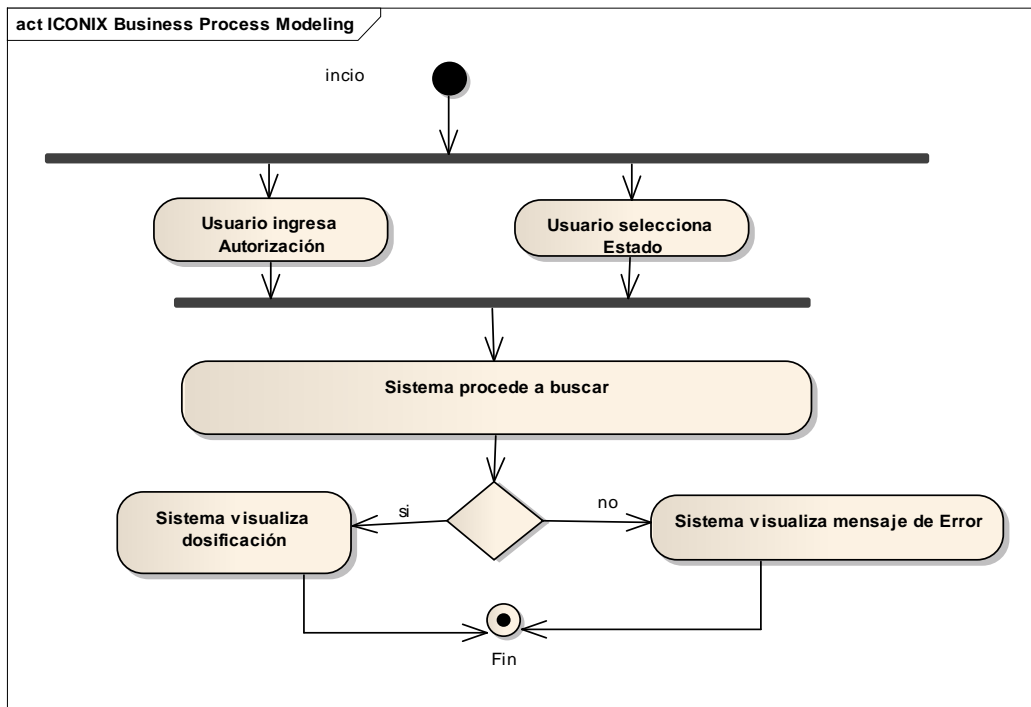 act ICONIX Business Process Modeling
incio
Usuario ingresa
Autorización
Usuario selecciona
Estado
Sistema procede a buscar
si
no
Sistema visualiza
dosificación
Sistema visualiza mensaje de Error
Fin